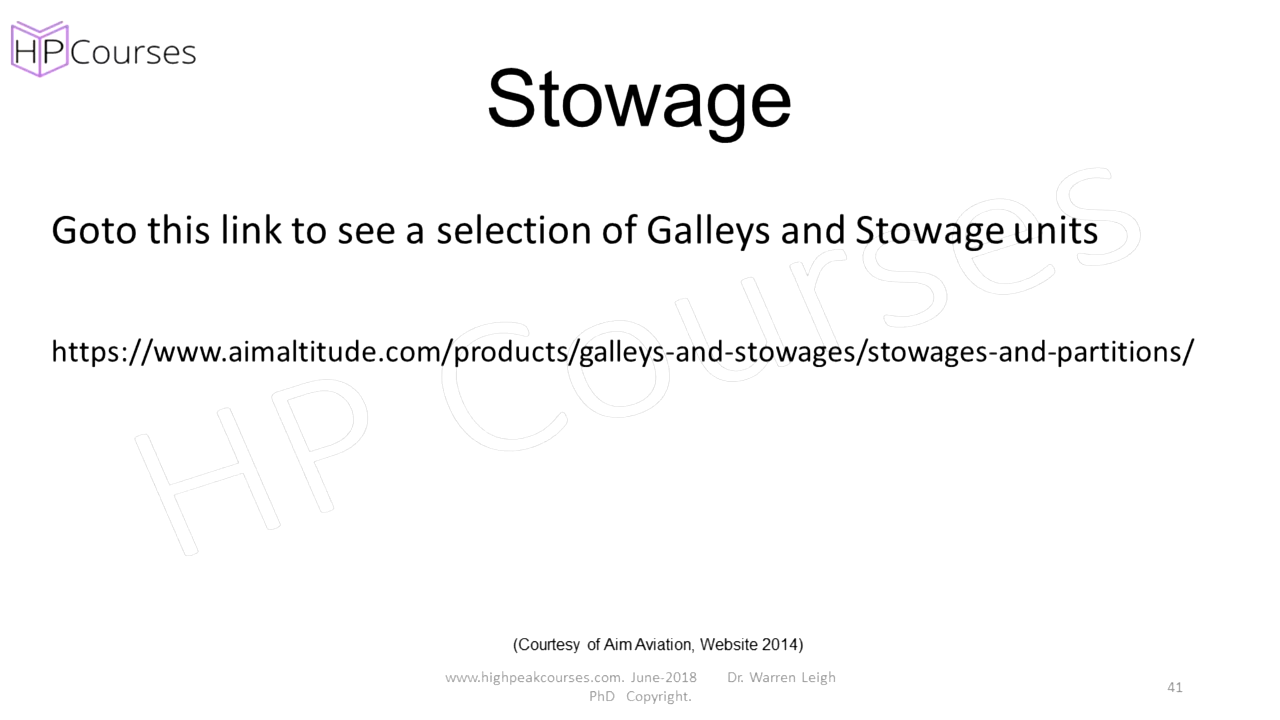 HP Courses
Stowage
Goto this link to see a selection of Galleys and Stowage units
https://www.aimaltitude.com/products/galleys-and-stowages/stowages-and-partitions/
HP Courses
(Courtesy of Aim Aviation, Website 2014)
www.highpeakcourses.com. June-2018 Dr. Warren Leigh
PhD Copyright.
41